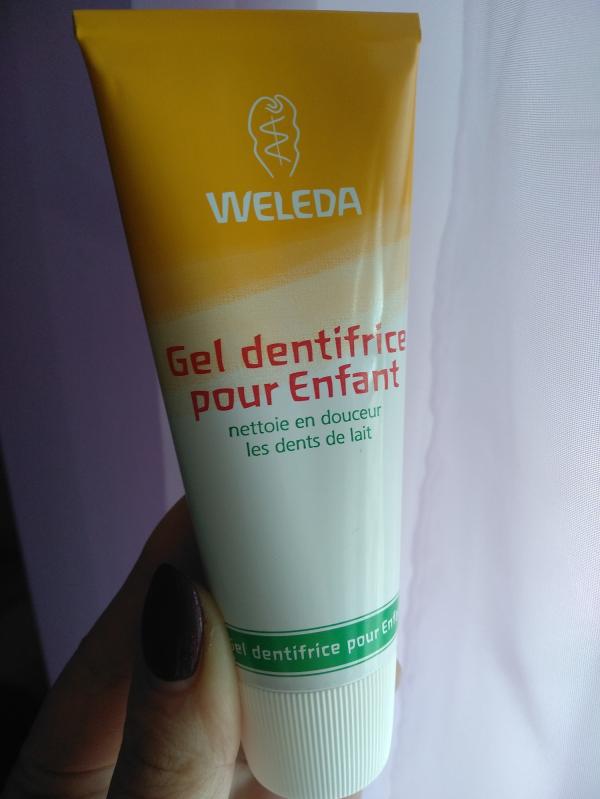 WELEDA
Gel dentifrice
pour Enfant
nettoie en douceur
les dents de lait
dentifrice pour